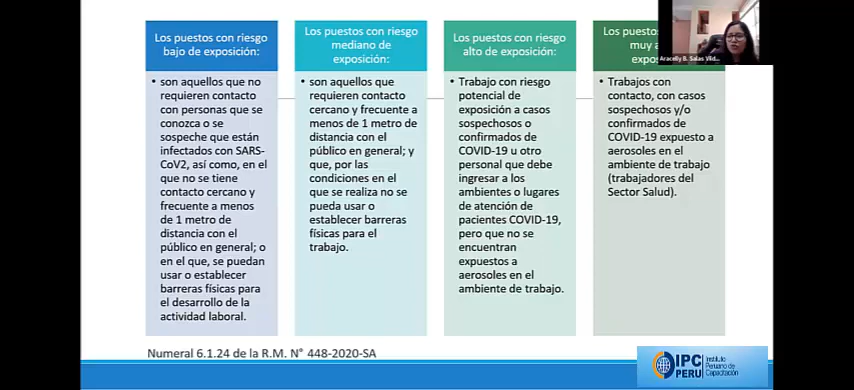 Los puestos con riesgo
bajo de exposición:
• son aquellos que no
requieren contacto
con personas que se
conozca o se
sospeche que están
infectados con SARS-
CoV2, así como, en el
que no se tiene
contacto cercano y
frecuente a menos
de 1 metro de
distancia con el
público en general; o
en el que, se puedan
usar o establecer
barreras físicas para
el desarrollo de la
actividad laboral.
Los puestos con riesgo
mediano de
exposición:
• son aquellos que
requieren contacto
cercano y frecuente a
menos de 1 metro de
distancia con el
público en general; y
que, por las
condiciones en el
que se realiza no se
pueda usar o
establecer barreras
físicas para el
trabajo.
Los puestos con riesgo
alto de exposición:
• Trabajo con riesgo
potencial de
exposición a casos
sospechosos o
confirmados de
COVID-19 u otro
personal que debe
ingresar a los
ambientes o lugares
de atención de
pacientes COVID-19,
pero que no se
encuentran
expuestos a
aerosoles en el
ambiente de trabajo.
Los puestos
muy
• Trabajos con
contacto, con casos
sospechosos y/o
confirmados de
COVID-19 expuesto a
aerosoles en el
ambiente de trabajo
(trabajadores del
Sector Salud).
Aracelly B. Salas
Numeral 6.1.24 de la R.M. N° 448-2020-SA
IPC
PERU
Instituto
Peruano de
Capacitación